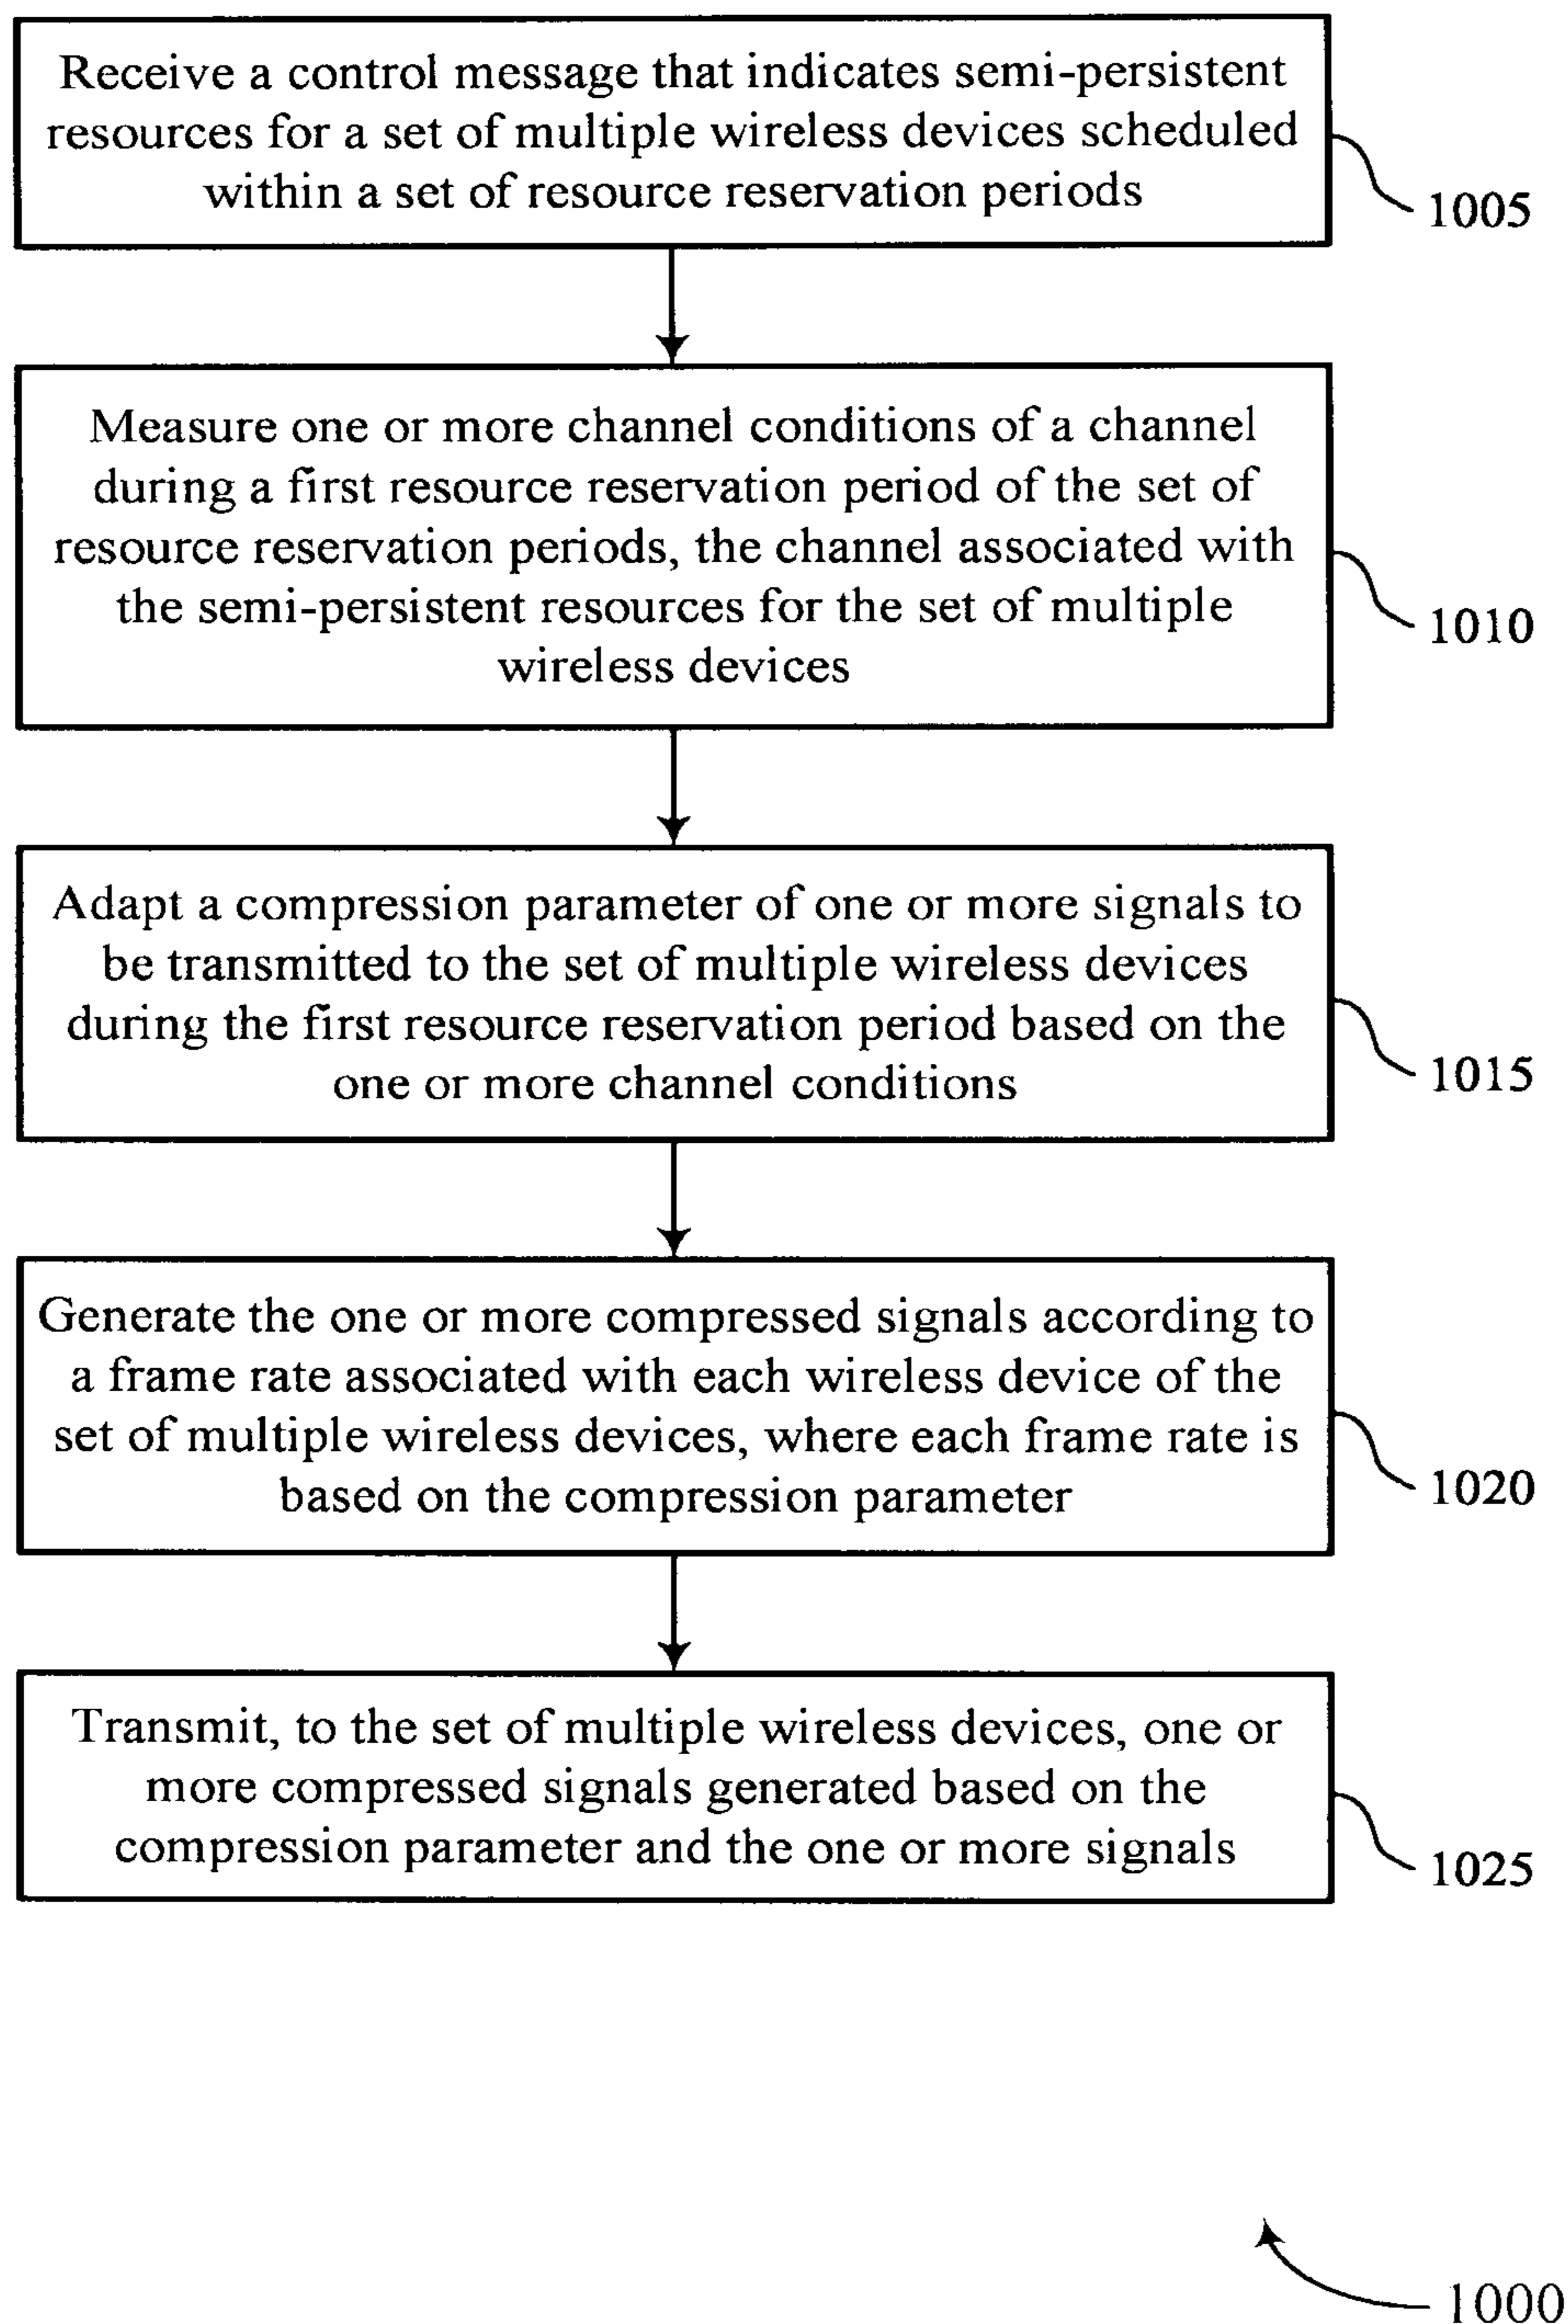 Receive a control message that indicates semi-persistent
resources for a set of multiple wireless devices scheduled
within a set of resource reservation periods
1005
Measure one or more channel conditions of a channel
during a first resource reservation period of the set of
resource reservation periods, the channel associated with
the semi-persistent resources for the set of multiple
wireless devices
1010
Adapt a compression parameter of one or more signals to
be transmitted to the set of multiple wireless devices
during the first resource reservation period based on the
one or more channel conditions
1015
Generate the one or more compressed signals according to
a frame rate associated with each wireless device of the
set of multiple wireless devices, where each frame rate is
based on the compression parameter
1020
Transmit, to the set of multiple wireless devices, one or
more compressed signals generated based on the
compression parameter and the one or more signals
1025
1000